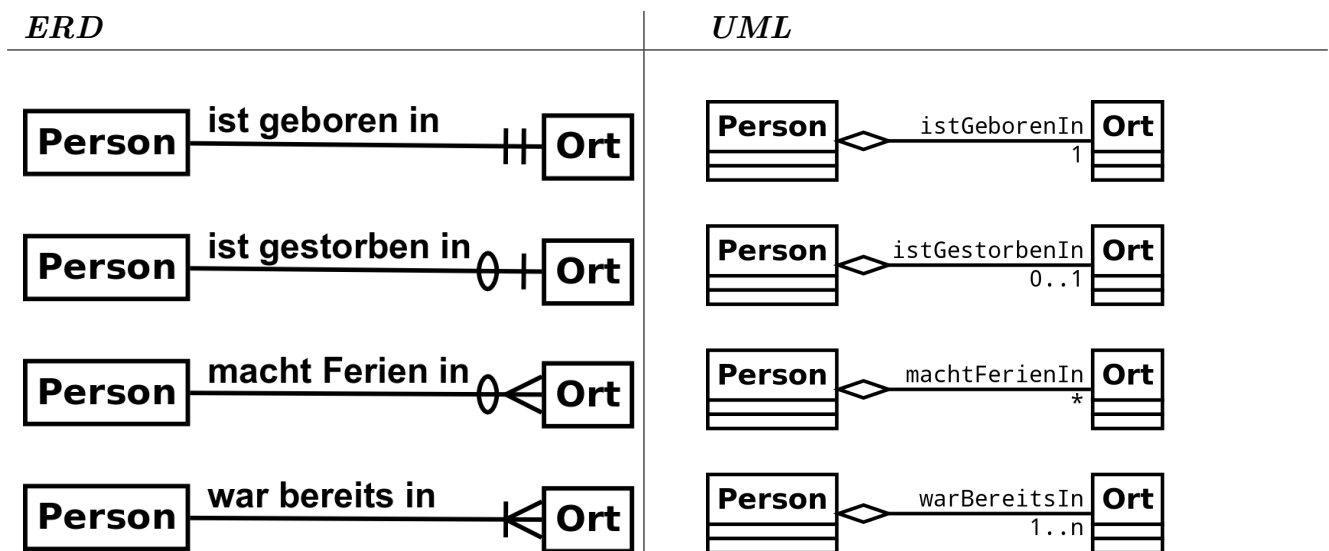 ERD UML
Person ist geboren in Ort Person istGeborenIn Ort
1
Person ist gestorben in Ort Person istGestorbenIn Ort
0..1
Person macht Ferien in Ort Person machtFerienIn Ort
*
Person war bereits in Ort Person warBereitsIn Ort
1..n